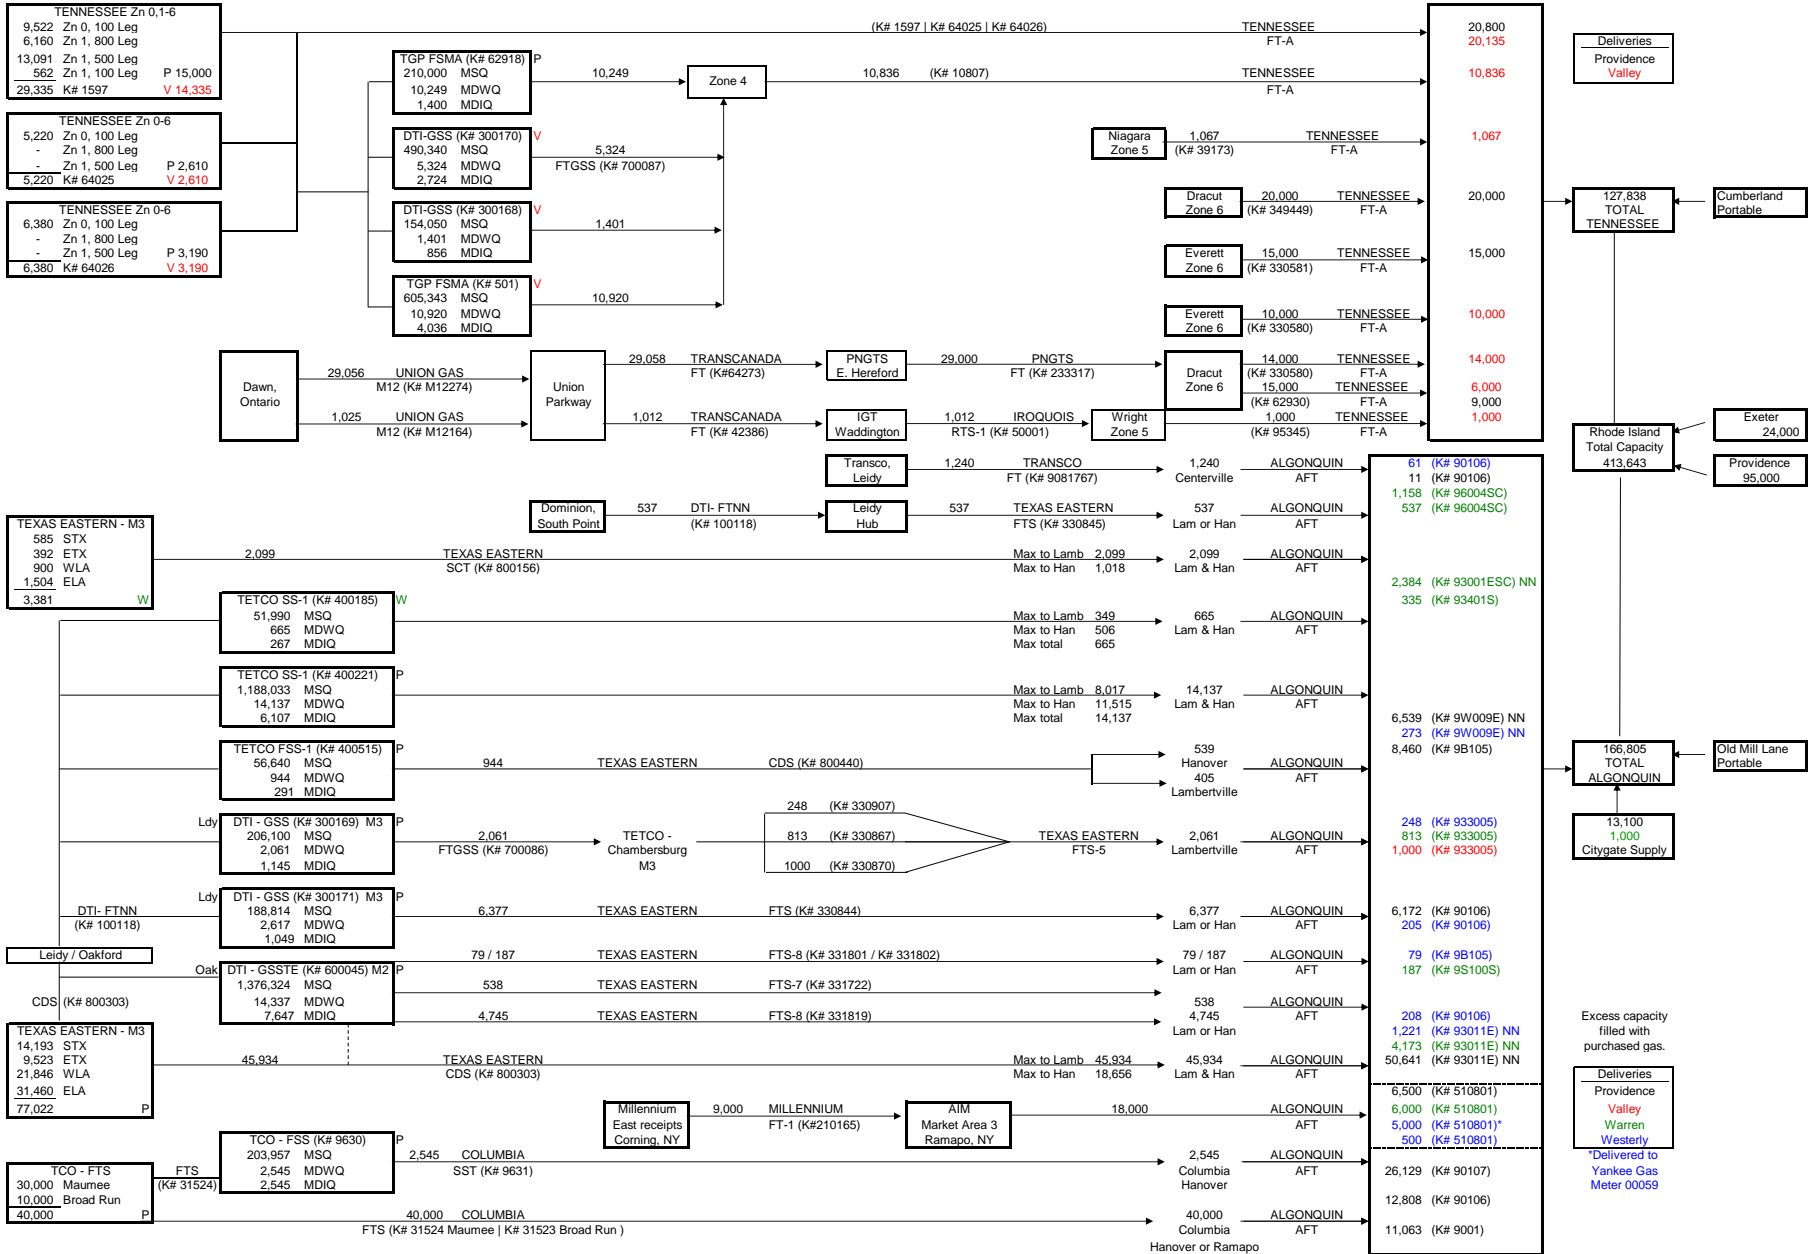 TENNESSEE Zn 0,1-6
9,522 Zn 0, 100 Leg
6,160 Zn 1, 800 Leg
13,091 Zn 1, 500 Leg
562 Zn 1, 100 Leg P 15,000
29,335 K# 1597 V 14,335
TENNESSEE Zn 0-6
5,220 Zn 0, 100 Leg
- Zn 1, 800 Leg
- Zn 1, 500 Leg P 2,610
5,220 K# 64025 V 2,610
TENNESSEE Zn 0-6
6,380 Zn 0, 100 Leg
- Zn 1, 800 Leg
- Zn 1, 500 Leg P 3,190
6,380 K# 64026 V 3,190
(K# 1597 | K# 64025 | K# 64026) TENNESSEE
FT-A
20,800
20,135
TGP FSMA (K# 62918) P
210,000 MSQ
10,249 MDWQ
1,400 MDIQ
10,249
Zone 4
10,836 (K# 10807) TENNESSEE
FT-A
10,836
DTI-GSS (K# 300170) V
490,340 MSQ
5,324 MDWQ
2,724 MDIQ
5,324
FTGSS (K# 700087)
DTI-GSS (K# 300168) V
154,050 MSQ
1,401 MDWQ
856 MDIQ
1,401
TGP FSMA (K# 501) V
605,343 MSQ
10,920 MDWQ
4,036 MDIQ
10,920
Niagara
Zone 5
1,067 TENNESSEE
(K# 39173) FT-A
1,067
Dracut
Zone 6
20,000 TENNESSEE
(K# 349449) FT-A
20,000
Everett
Zone 6
15,000 TENNESSEE
(K# 330581) FT-A
15,000
Everett
Zone 6
10,000 TENNESSEE
(K# 330580) FT-A
10,000
Deliveries
Providence
Valley
127,838
TOTAL
TENNESSEE
Cumberland
Portable
Dawn,
Ontario
29,056 UNION GAS
M12 (K# M12274)
1,025 UNION GAS
M12 (K# M12164)
Union
Parkway
29,058 TRANSCANADA
FT (K#64273)
1,012 TRANSCANADA
FT (K# 42386)
PNGTS
E. Hereford
29,000 PNGTS
FT (K# 233317)
IGT
Waddington
1,012 IROQUOIS
RTS-1 (K# 50001)
Wright
Zone 5
Dracut
Zone 6
14,000 TENNESSEE
(K# 330580) FT-A
14,000
15,000 TENNESSEE
(K# 62930) FT-A
6,000
9,000
1,000 TENNESSEE
(K# 95345) FT-A
1,000
Rhode Island
Total Capacity
413,643
Exeter
24,000
Providence
95,000
Transco,
Leidy
1,240 TRANSCO
FT (K# 9081767)
1,240
Centerville
ALGONQUIN
AFT
61 (K# 90106)
11 (K# 90106)
1,158 (K# 96004SC)
537 (K# 96004SC)
Dominion,
South Point
537 DTI- FTNN
(K# 100118)
Leidy
Hub
537 TEXAS EASTERN
FTS (K# 330845)
537
Lam or Han
ALGONQUIN
AFT
TEXAS EASTERN - M3
585 STX
392 ETX
900 WLA
1,504 ELA
3,381 W
2,099 TEXAS EASTERN
SCT (K# 800156)
Max to Lamb 2,099
Max to Han 1,018
2,099
Lam & Han
ALGONQUIN
AFT
2,384 (K# 93001ESC) NN
335 (K# 93401S)
TETCO SS-1 (K# 400185) W
51,990 MSQ
665 MDWQ
267 MDIQ
Max to Lamb 349
Max to Han 506
Max total 665
665
Lam & Han
ALGONQUIN
AFT
TETCO SS-1 (K# 400221) P
1,188,033 MSQ
14,137 MDWQ
6,107 MDIQ
Max to Lamb 8,017
Max to Han 11,515
Max total 14,137
14,137
Lam & Han
ALGONQUIN
AFT
6,539 (K# 9W009E) NN
273 (K# 9W009E) NN
8,460 (K# 9B105)
TETCO FSS-1 (K# 400515) P
56,640 MSQ
944 MDWQ
291 MDIQ
944 TEXAS EASTERN CDS (K# 800440)
539
Hanover
405
Lambertville
ALGONQUIN
AFT
166,805
TOTAL
ALGONQUIN
Old Mill Lane
Portable
13,100
1,000
Citygate Supply
Ldy DTI - GSS (K# 300169) M3 P
206,100 MSQ
2,061 MDWQ
1,145 MDIQ
2,061
FTGSS (K# 700086)
TETCO -
Chambersburg
M3
248 (K# 330907)
813 (K# 330867)
1000 (K# 330870)
TEXAS EASTERN
FTS-5
2,061
Lambertville
ALGONQUIN
AFT
248 (K# 933005)
813 (K# 933005)
1,000 (K# 933005)
DTI- FTNN
(K# 100118)
Ldy DTI - GSS (K# 300171) M3 P
188,814 MSQ
2,617 MDWQ
1,049 MDIQ
6,377 TEXAS EASTERN FTS (K# 330844)
6,377
Lam or Han
ALGONQUIN
AFT
6,172 (K# 90106)
205 (K# 90106)
Leidy / Oakford
CDS (K# 800303)
Oak DTI - GSSTE (K# 600045) M2 P
1,376,324 MSQ
14,337 MDWQ
7,647 MDIQ
79 / 187 TEXAS EASTERN FTS-8 (K# 331801 / K# 331802)
79 / 187
Lam or Han
ALGONQUIN
AFT
79 (K# 9B105)
187 (K# 9S100S)
538 TEXAS EASTERN FTS-7 (K# 331722)
4,745 TEXAS EASTERN FTS-8 (K# 331819)
538
4,745
Lam or Han
ALGONQUIN
AFT
208 (K# 90106)
1,221 (K# 93011E) NN
4,173 (K# 93011E) NN
50,641 (K# 93011E) NN
TEXAS EASTERN - M3
14,193 STX
9,523 ETX
21,846 WLA
31,460 ELA
77,022 P
45,934 TEXAS EASTERN
CDS (K# 800303)
Max to Lamb 45,934
Max to Han 18,656
45,934
Lam & Han
ALGONQUIN
AFT
Excess capacity
filled with
purchased gas.
Deliveries
Providence
Valley
Warren
Westerly
*Delivered to
Yankee Gas
Meter 00059
Millennium
East receipts
Corning, NY
9,000 MILLENNIUM
FT-1 (K#210165)
AIM
Market Area 3
Ramapo, NY
18,000 ALGONQUIN
AFT
6,500 (K# 510801)
6,000 (K# 510801)
5,000 (K# 510801)*
500 (K# 510801)
TCO - FTS
30,000 Maumee
10,000 Broad Run
40,000 P
FTS
(K# 31524)
TCO - FSS (K# 9630) P
203,957 MSQ
2,545 MDWQ
2,545 MDIQ
2,545 COLUMBIA
SST (K# 9631)
2,545
Columbia
Hanover
ALGONQUIN
AFT
26,129 (K# 90107)
12,808 (K# 90106)
40,000 COLUMBIA
FTS (K# 31524 Maumee | K# 31523 Broad Run )
40,000
Columbia
Hanover or Ramapo
ALGONQUIN
AFT
11,063 (K# 9001)